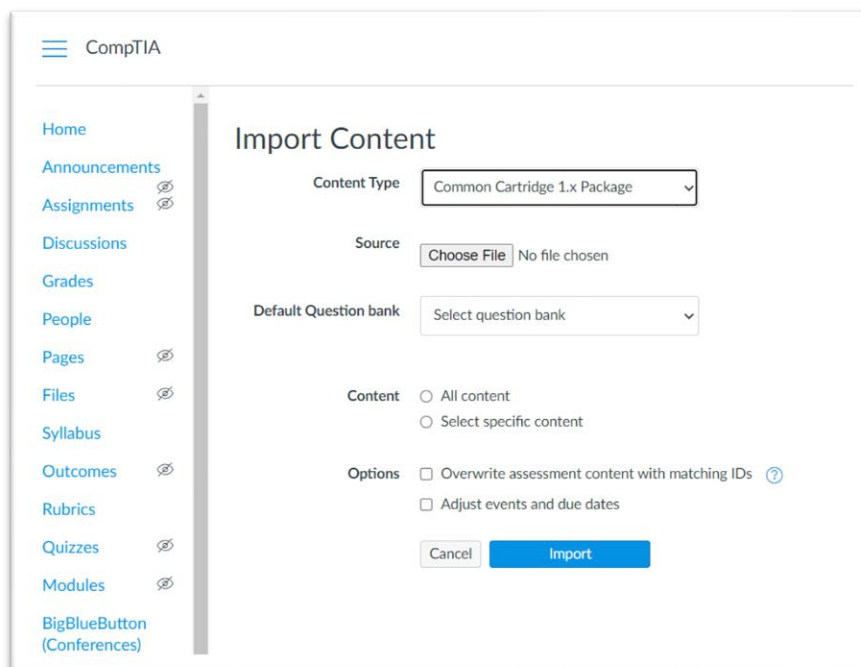 CompTIA
Home
Announcements
Assignments
Discussions
Grades
People
Pages
Files
Syllabus
Outcomes
Rubrics
Quizzes
Modules
BigBlueButton
(Conferences)
Import Content
Content Type Common Cartridge 1.x Package
Source Choose File No file chosen
Default Question bank Select question bank
Content All content
Select specific content
Options Overwrite assessment content with matching IDs ?
Adjust events and due dates
Cancel Import